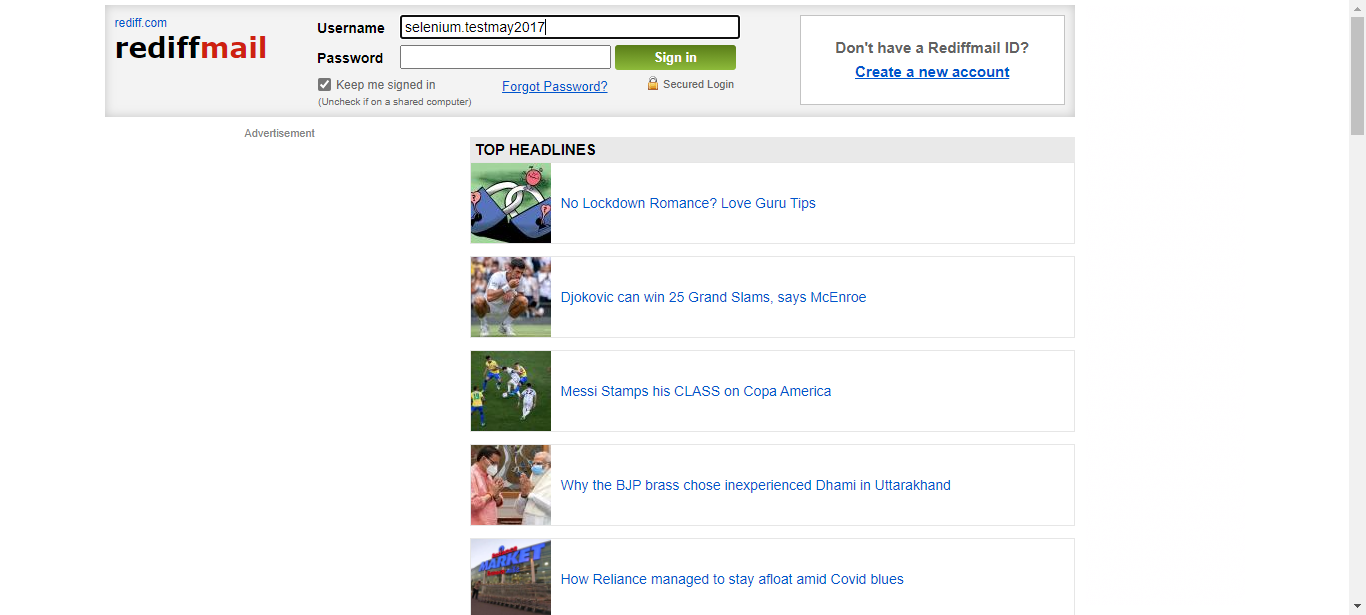 rediff.com
rediffmail
Username
selenium.testmay2017
Password
Sign in
Keep me signed in
Forgot Password?
Secured Login
(Uncheck if on a shared computer)
Don't have a Rediffmail ID?
Create a new account
Advertisement
TOP HEADLINES
No Lockdown Romance? Love Guru Tips
Djokovic can win 25 Grand Slams, says McEnroe
Messi Stamps his CLASS on Copa America
Why the BJP brass chose inexperienced Dhami in Uttarakhand
MARKET
How Reliance managed to stay afloat amid Covid blues